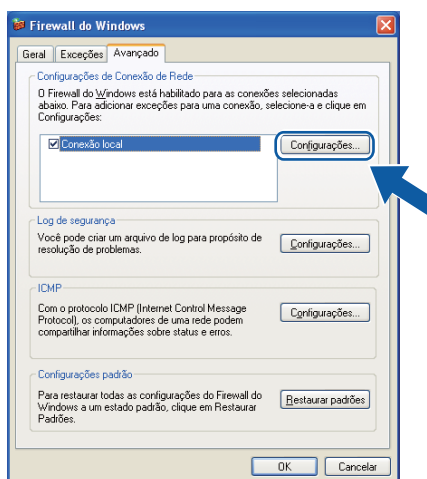 Firewall do Windows
Geral Exceções Avançado
Configurações de Conexão de Rede
O Firewall do Windows está habilitado para as conexões selecionadas
abaixo. Para adicionar exceções para uma conexão, selecione-a e clique em
Configurações:
Conexão local
Configurações...
Log de segurança
Você pode criar um arquivo de log para propósito de
resolução de problemas.
Configurações...
ICMP
Com o protocolo ICMP (Internet Control Message
Protocol), os computadores de uma rede podem
compartilhar informações sobre status e erros.
Configurações...
Configurações padrão
Para restaurar todas as configurações do Firewall do
Windows a um estado padrão, clique em Restaurar
Padrões.
Restaurar padrões
OK Cancelar